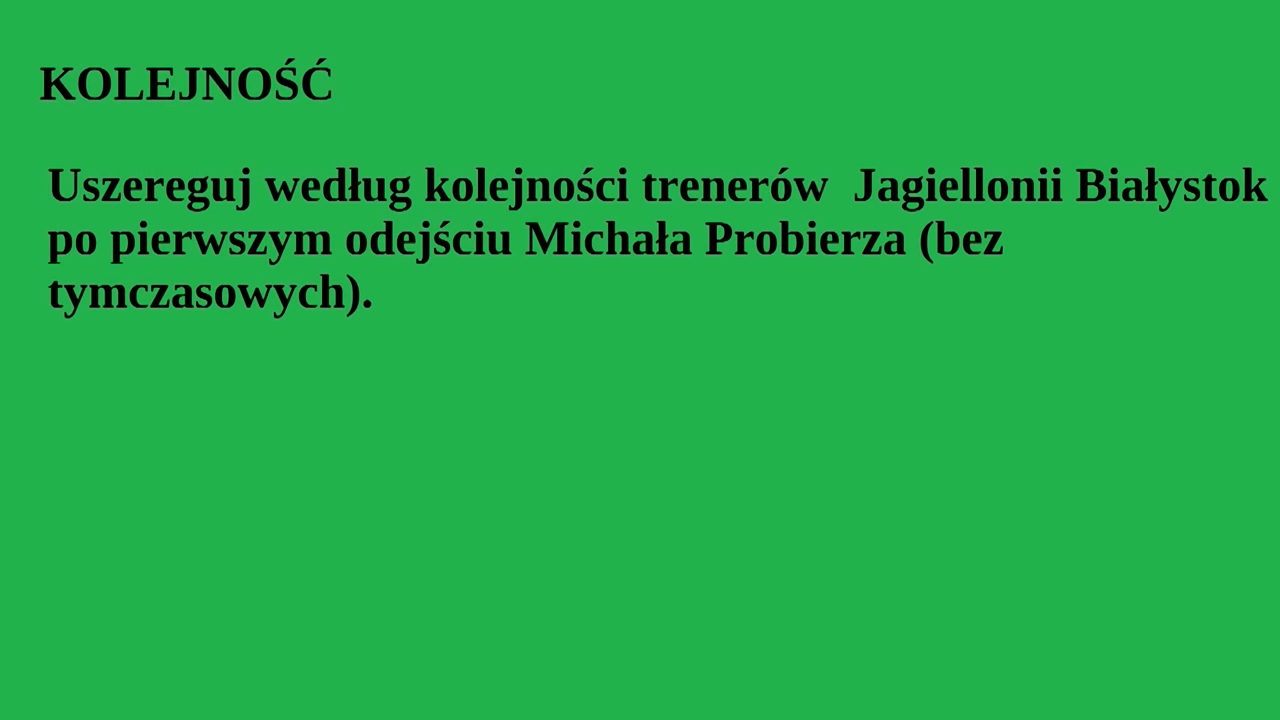 KOLEJNOŚĆ
Uszereguj według kolejności trenerów  Jagiellonii Białystok
po pierwszym odejściu Michała Probierza (bez
tymczasowych).